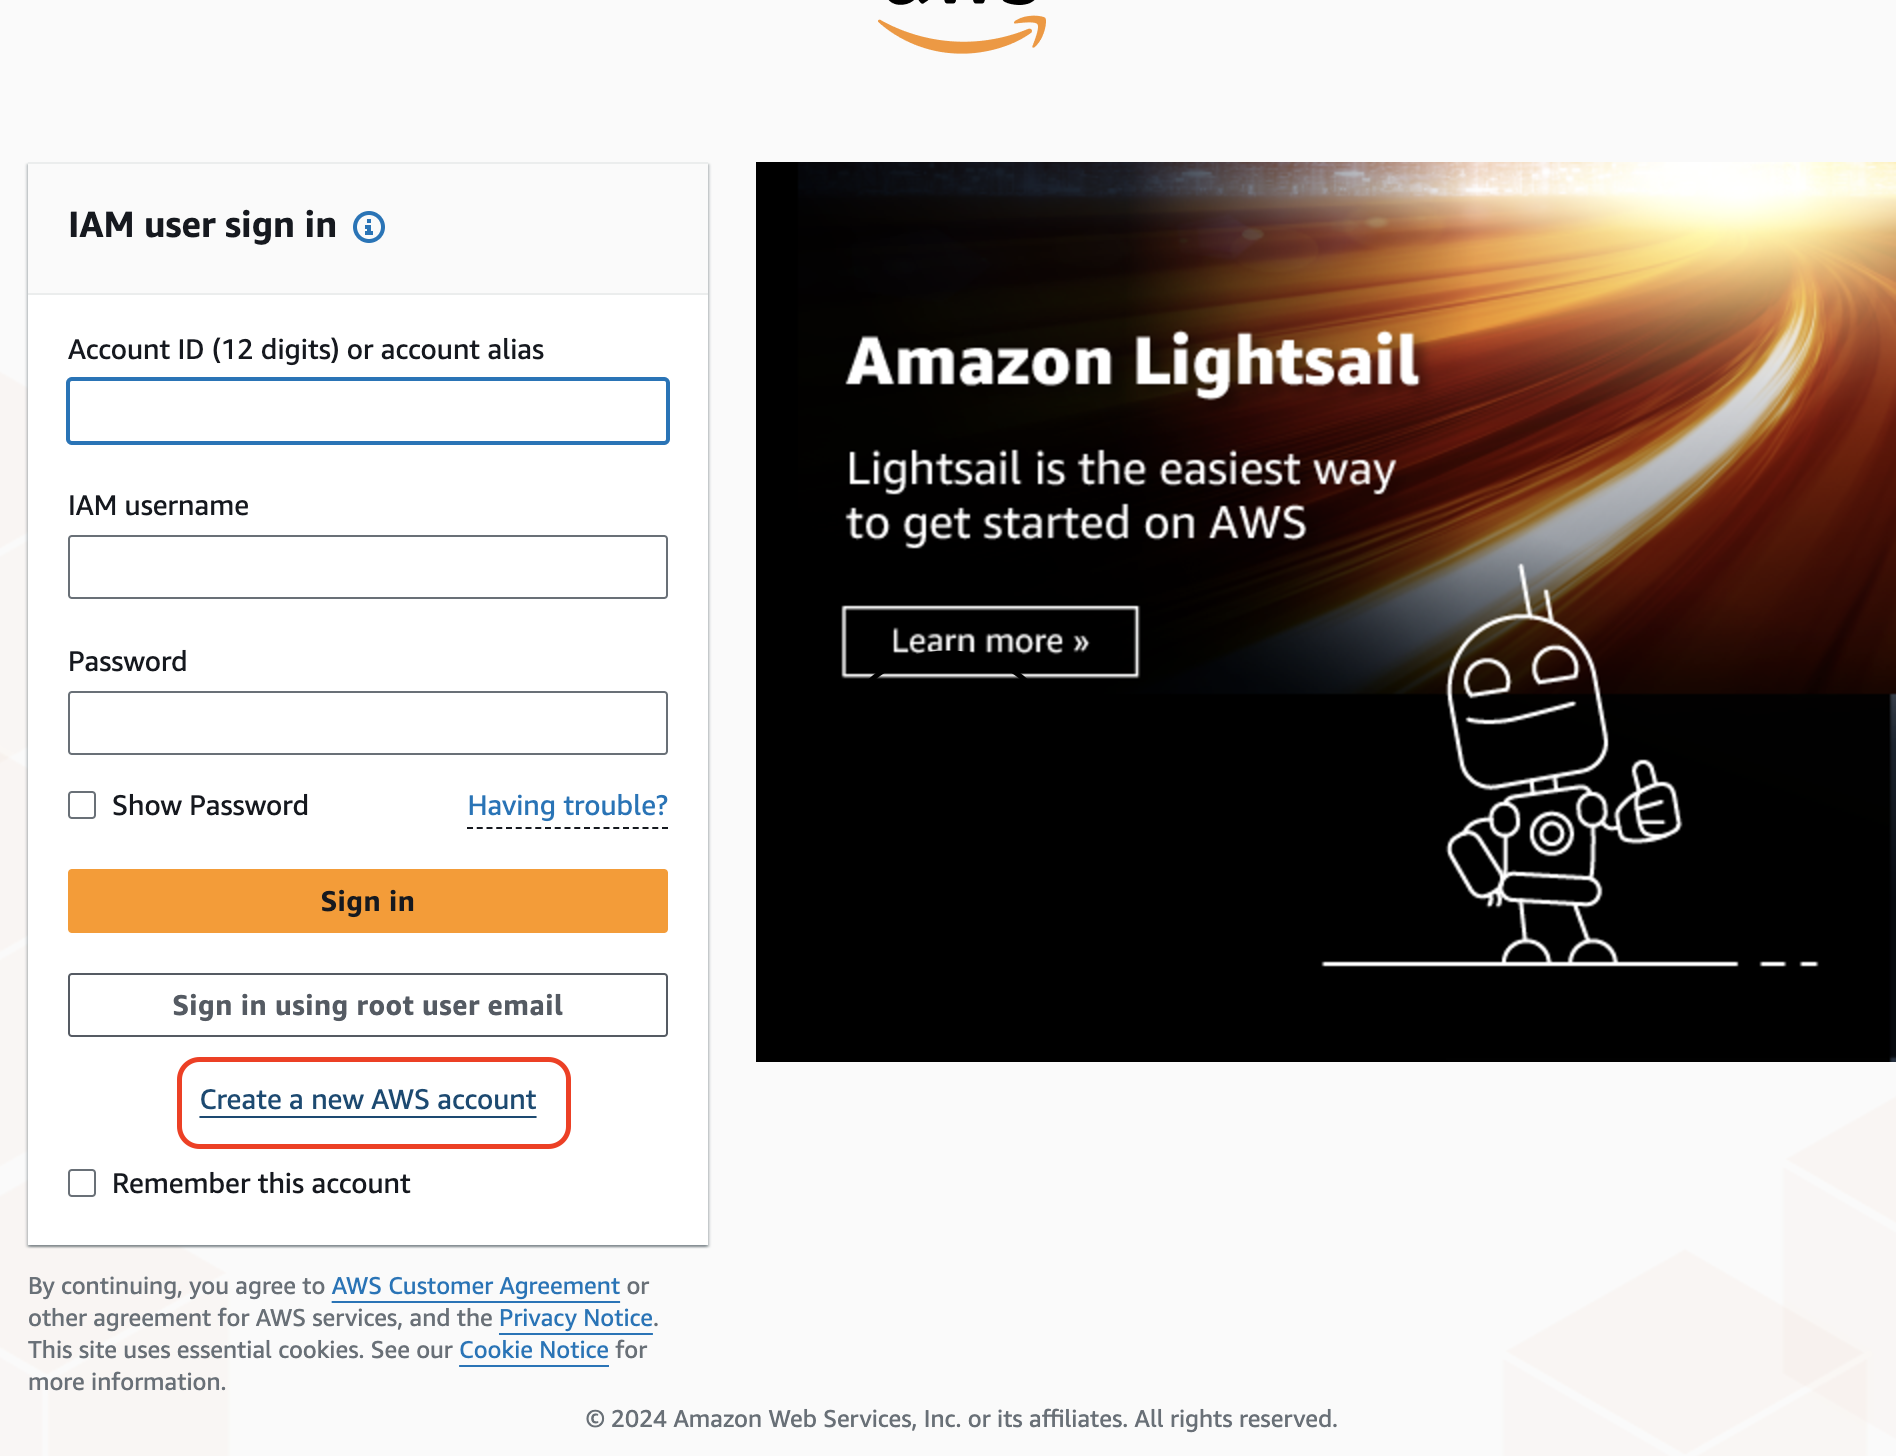 IAM user sign in
Account ID (12 digits) or account alias
IAM username
Password
Show Password
Having trouble?
Sign in
Sign in using root user email
Create a new AWS account
Remember this account
By continuing, you agree to AWS Customer Agreement or
other agreement for AWS services, and the Privacy Notice.
This site uses essential cookies. See our Cookie Notice for
more information.
Amazon Lightsail
Lightsail is the easiest way
to get started on AWS
Learn more »
© 2024 Amazon Web Services, Inc. or its affiliates. All rights reserved.